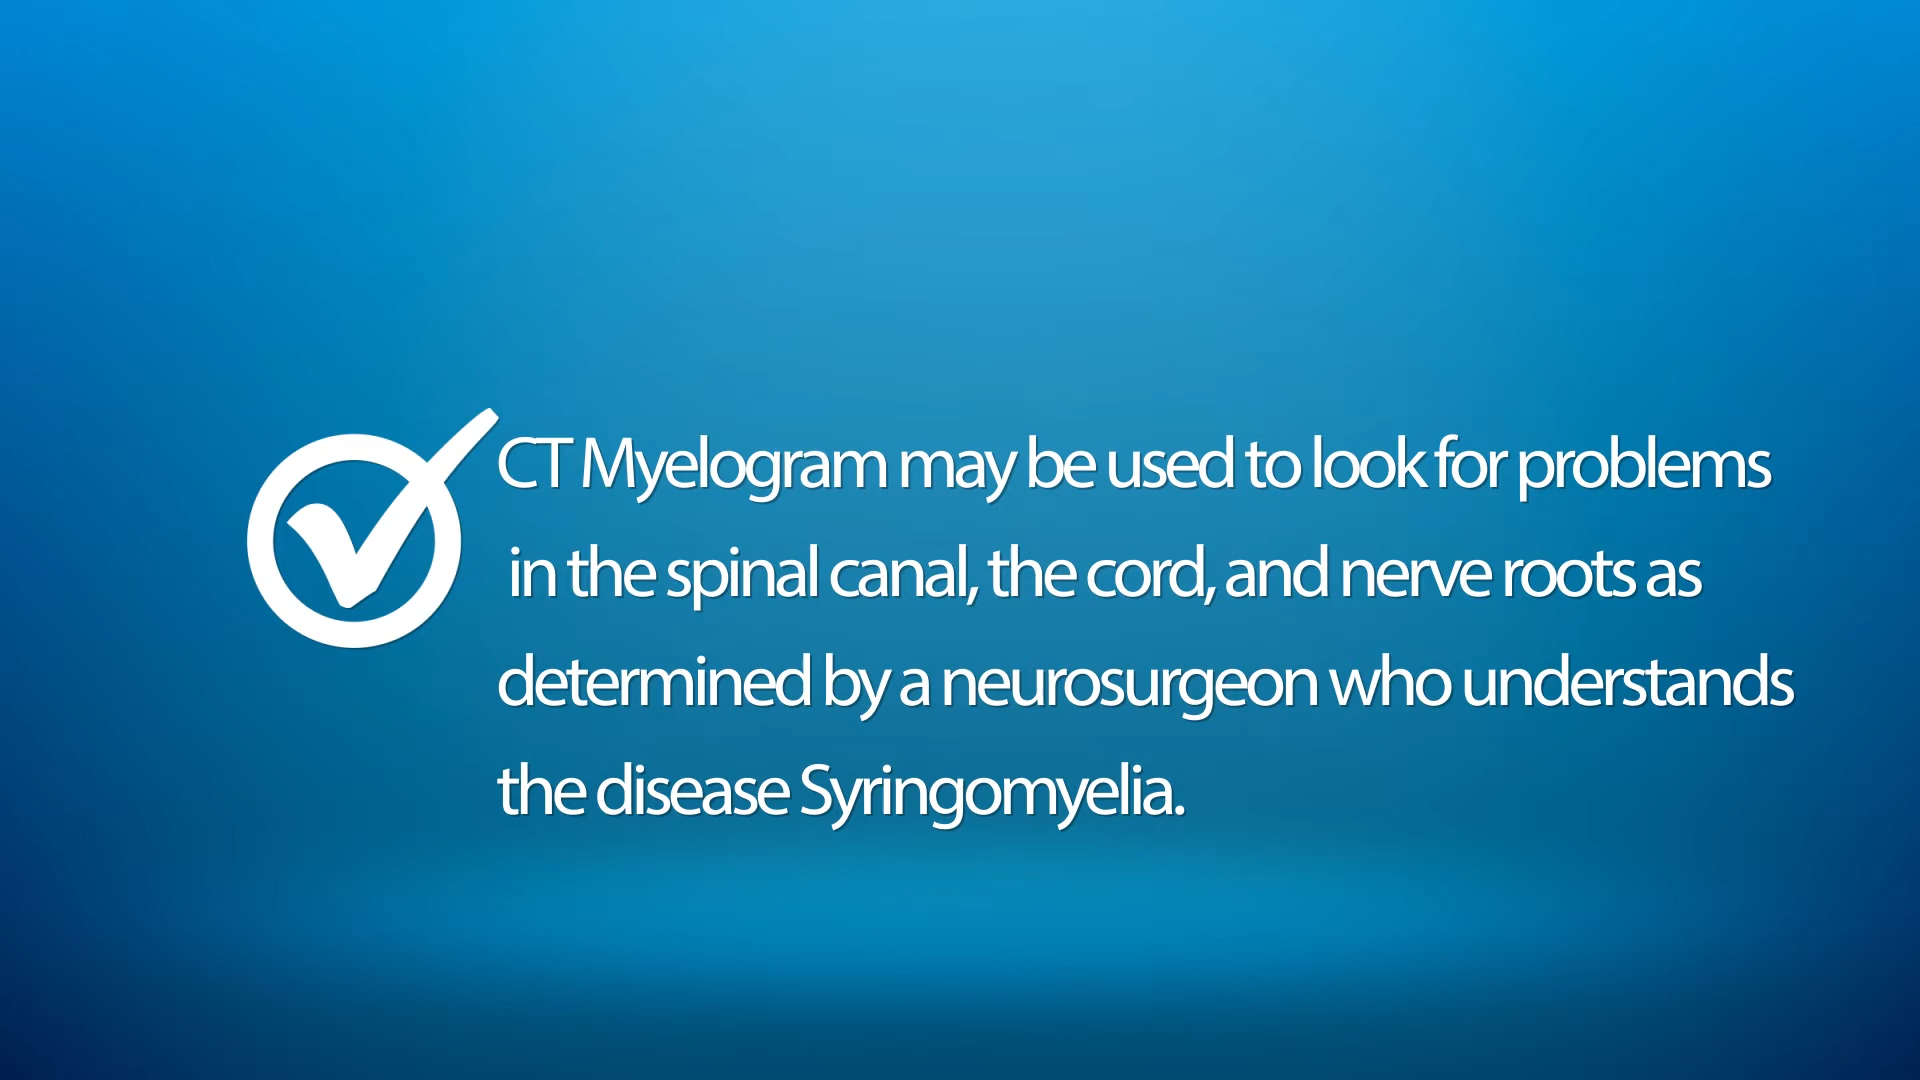 CT Myelogram may be used to look for problems
in the spinal canal, the cord, and nerve roots as
determined by a neurosurgeon who understands
the disease Syringomyelia.